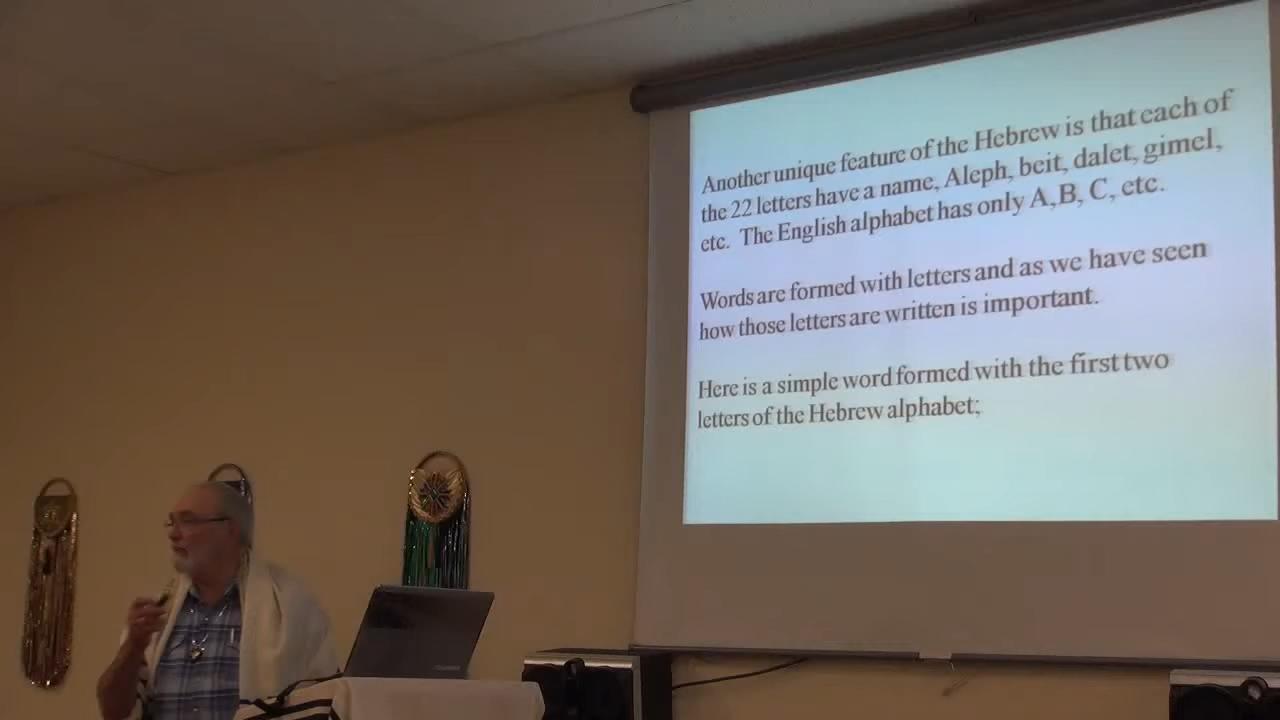 Another unique feature of the Hebrew is that each of
the 22 letters have a name, Aleph, beit, dalet, gimel,
etc. The English alphabet has only A,B, C, etc.
Words are formed with letters and as we have seen
how those letters are written is important.
Here is a simple word formed with the first two
letters of the Hebrew alphabet;